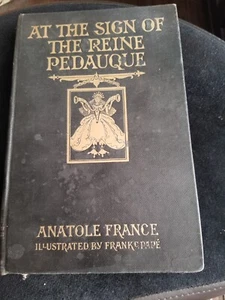 AT THE SIGN OF
THE REINE
PEDAUQUE
ANATOLE FRANCE
ILLUSTRATED BY FRANK C. PAPÉ